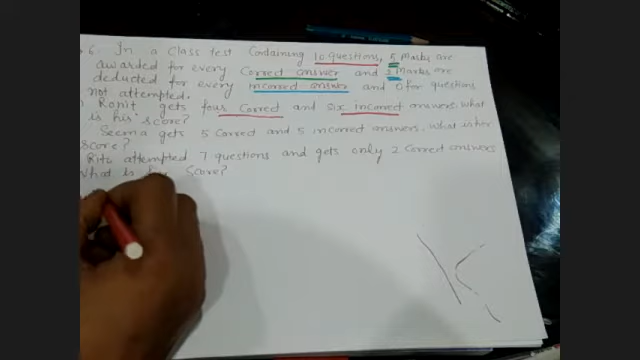 6. In a class test containing 10 questions, 5 Marks are
awarded for every correct answer and Marks are
deducted for every incorrect answer and 0 for questions
not attempted.
Ronit gets four correct and six incorrect answers. what
is his score?
Seema gets 5 correct and 5 incorrect answers, what is her
score?
Ritu attempted 7 questions and gets only 2 correct answers
What is Score?